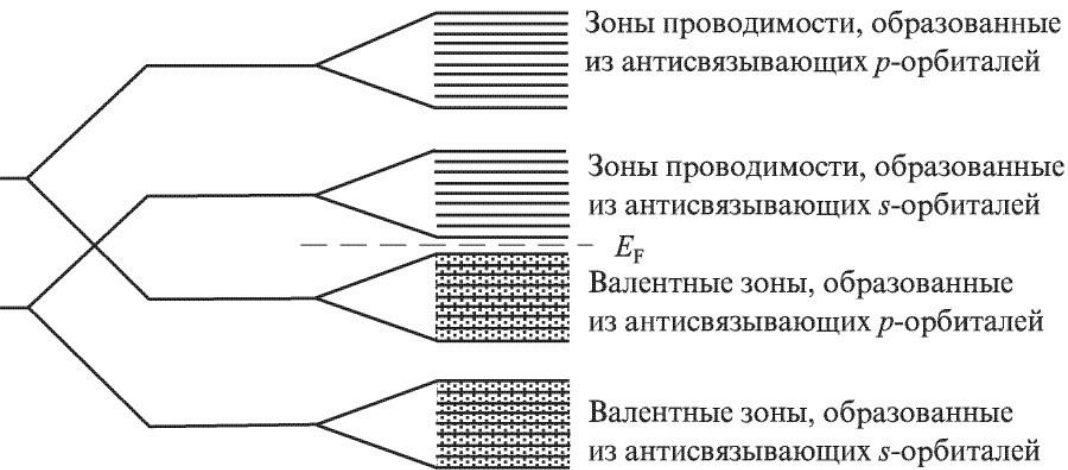 Зоны проводимости, образованные
из антисвязывающих p-орбиталей
Зоны проводимости, образованные
из антисвязывающих s-орбиталей
E_F
Валентные зоны, образованные
из антисвязывающих p-орбиталей
Валентные зоны, образованные
из антисвязывающих s-орбиталей